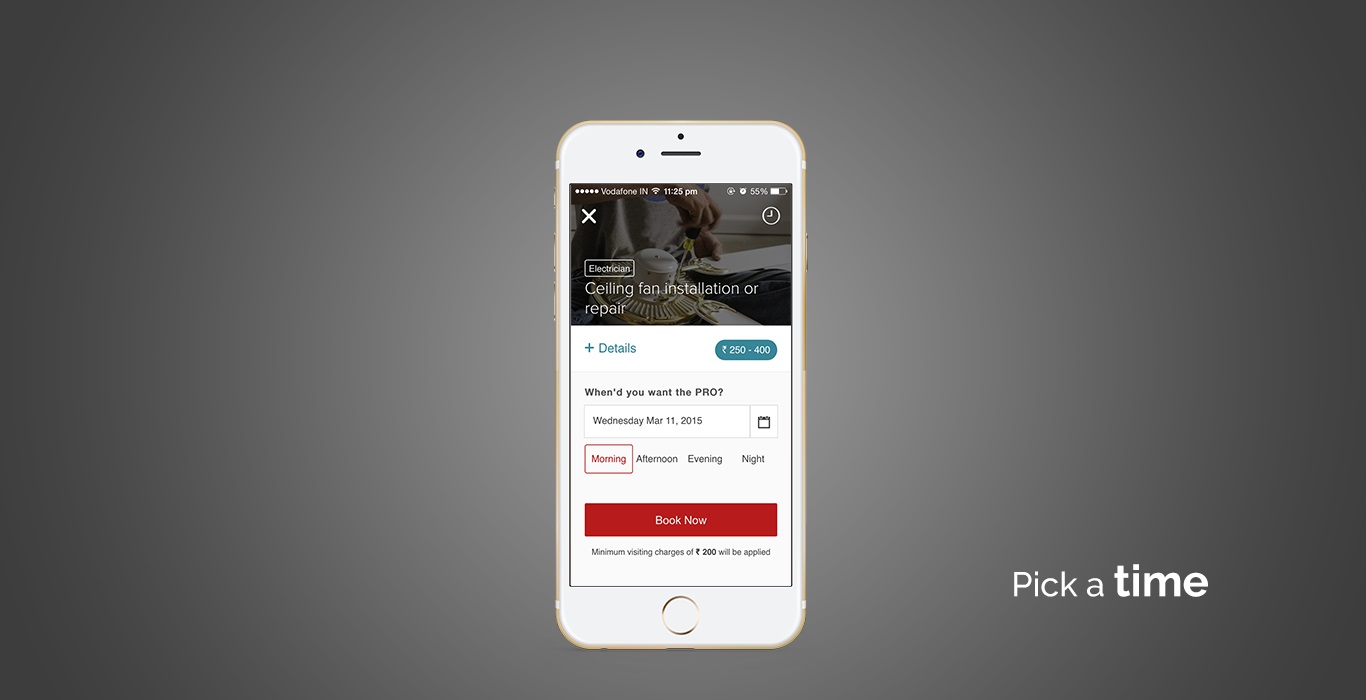 Vodafone IN 11:25 pm 55%
Electrician
Ceiling fan installation or
repair
+ Details ₹ 250 - 400
When'd you want the PRO?
Wednesday Mar 11, 2015
Morning Afternoon Evening Night
Book Now
Minimum visiting charges of ₹ 200 will be applied
Pick a time